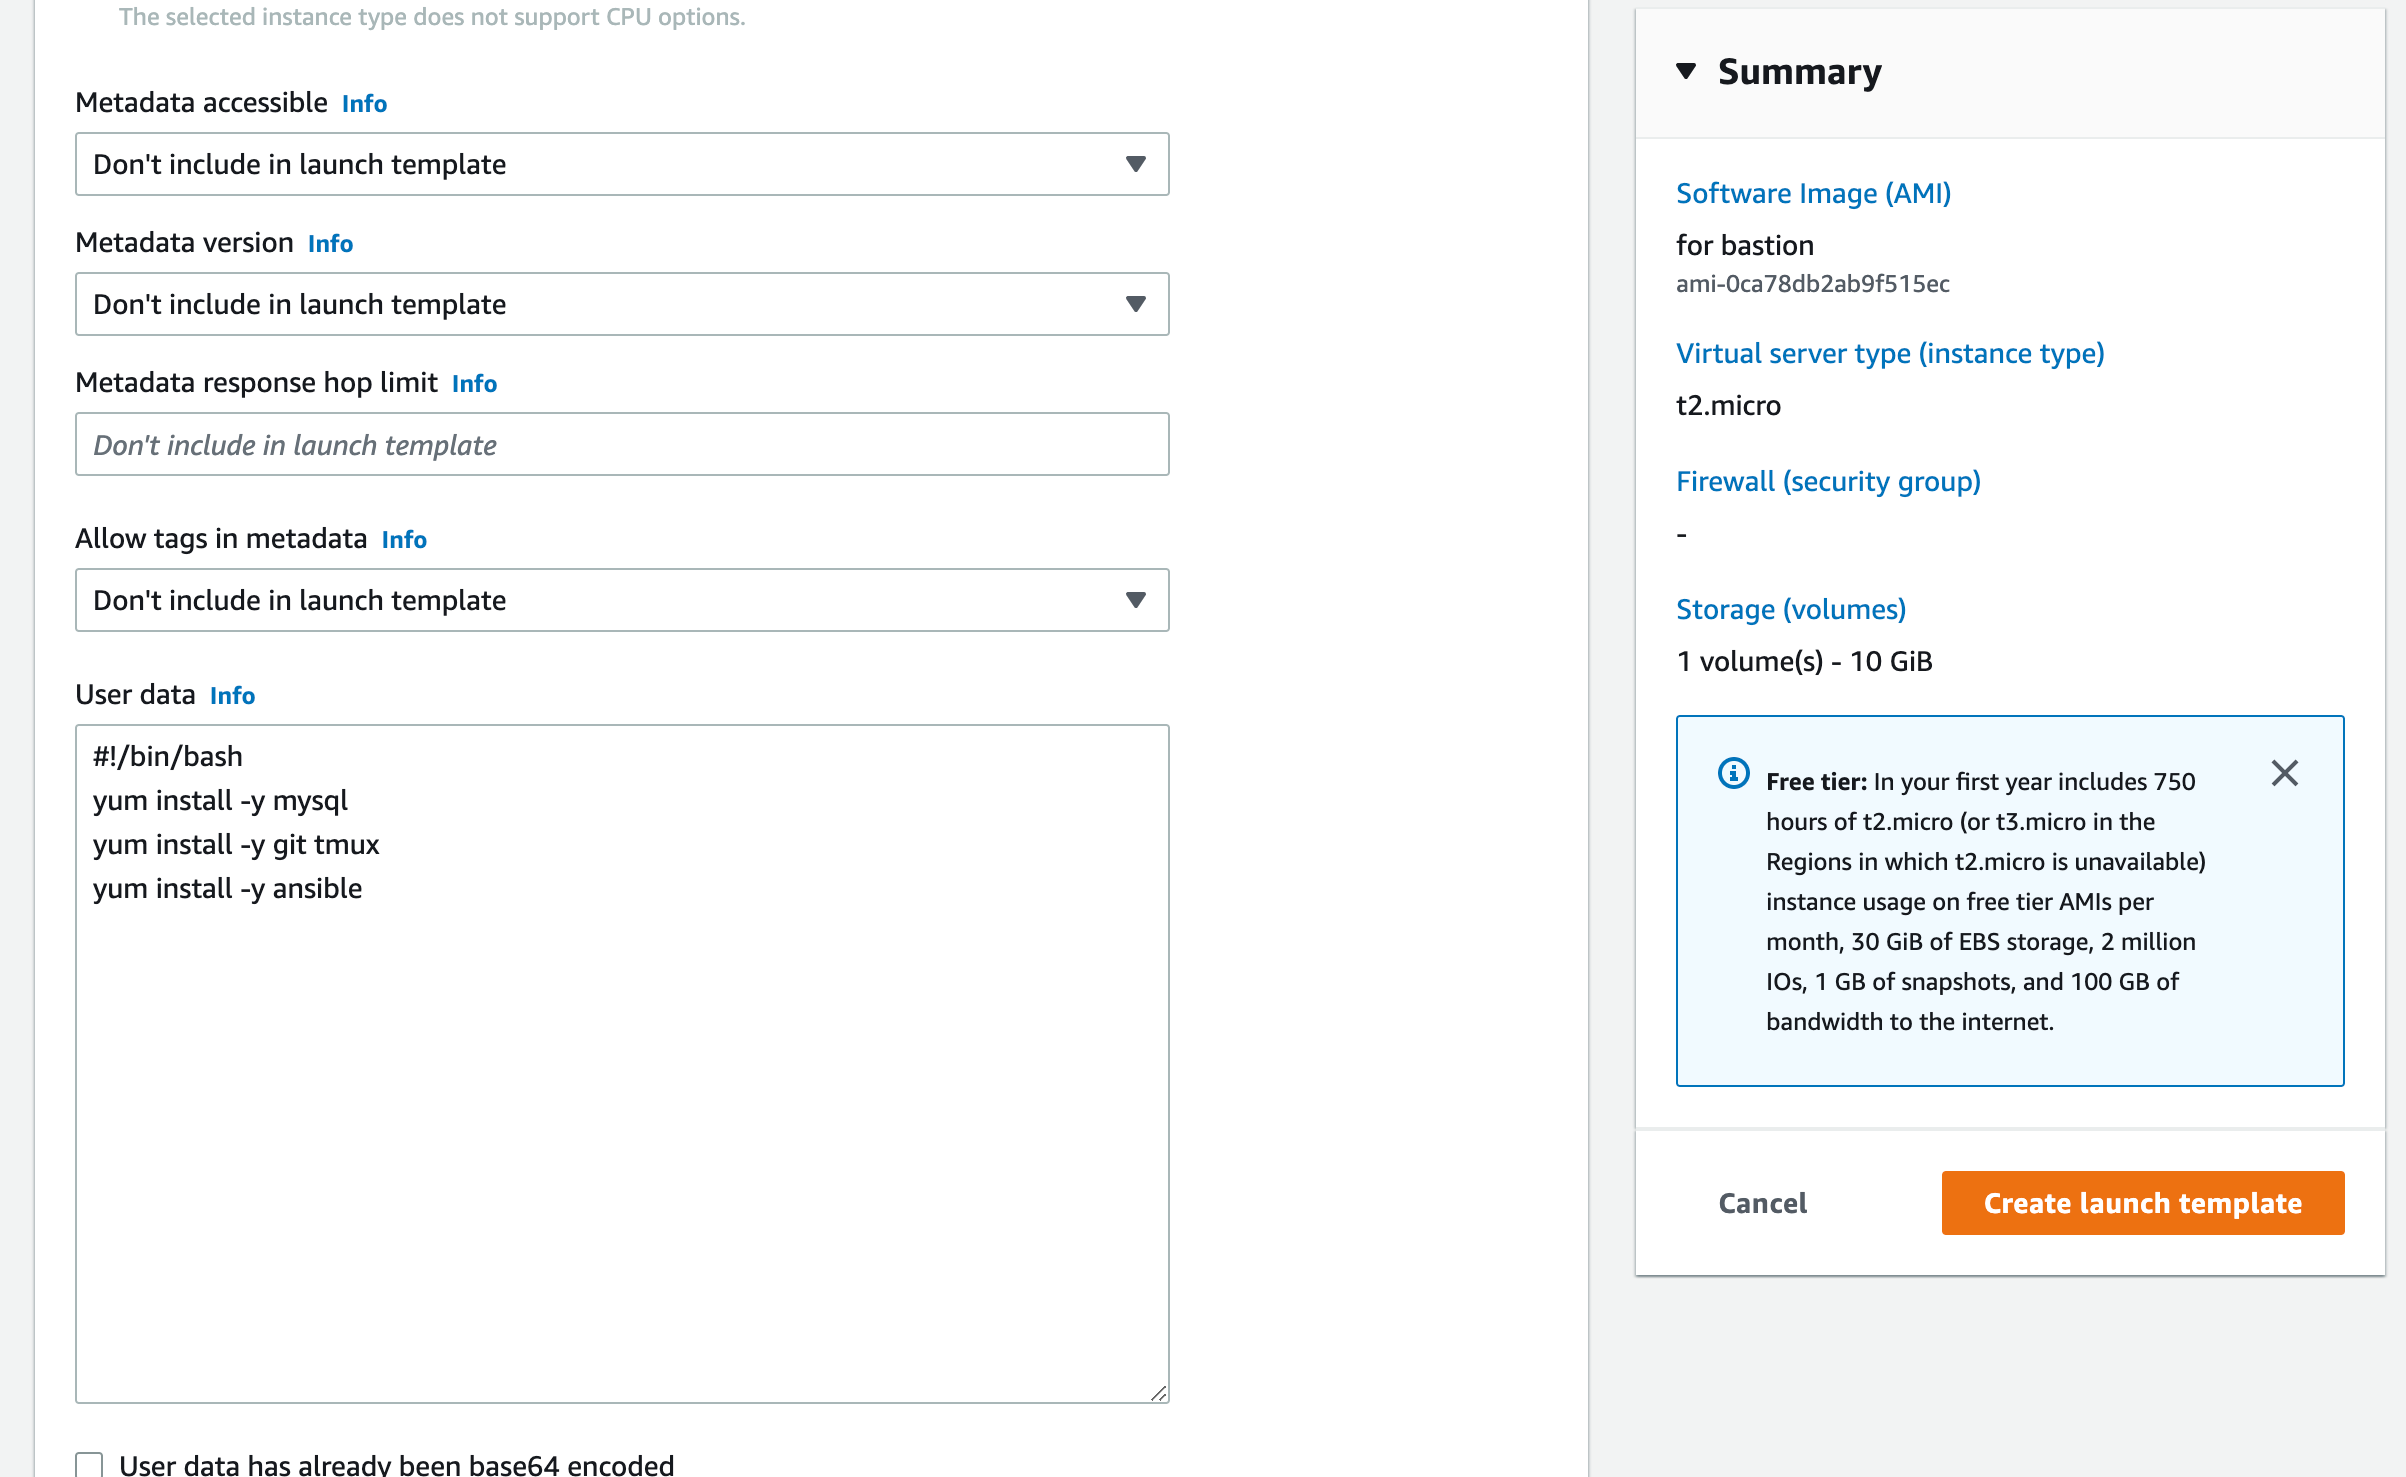 The selected instance type does not support CPU options.
Metadata accessible Info
Don't include in launch template
Metadata version Info
Don't include in launch template
Metadata response hop limit Info
Don't include in launch template
Allow tags in metadata Info
Don't include in launch template
User data Info
#!/bin/bash
yum install -y mysql
yum install -y git tmux
yum install -y ansible
User data has already been base64 encoded
Summary
Software Image (AMI)
for bastion
ami-0ca78db2ab9f515ec
Virtual server type (instance type)
t2.micro
Firewall (security group)
-
Storage (volumes)
1 volume(s) - 10 GiB
Free tier: In your first year includes 750
hours of t2.micro (or t3.micro in the
Regions in which t2.micro is unavailable)
instance usage on free tier AMIs per
month, 30 GiB of EBS storage, 2 million
IOs, 1 GB of snapshots, and 100 GB of
bandwidth to the internet.
Cancel
Create launch template